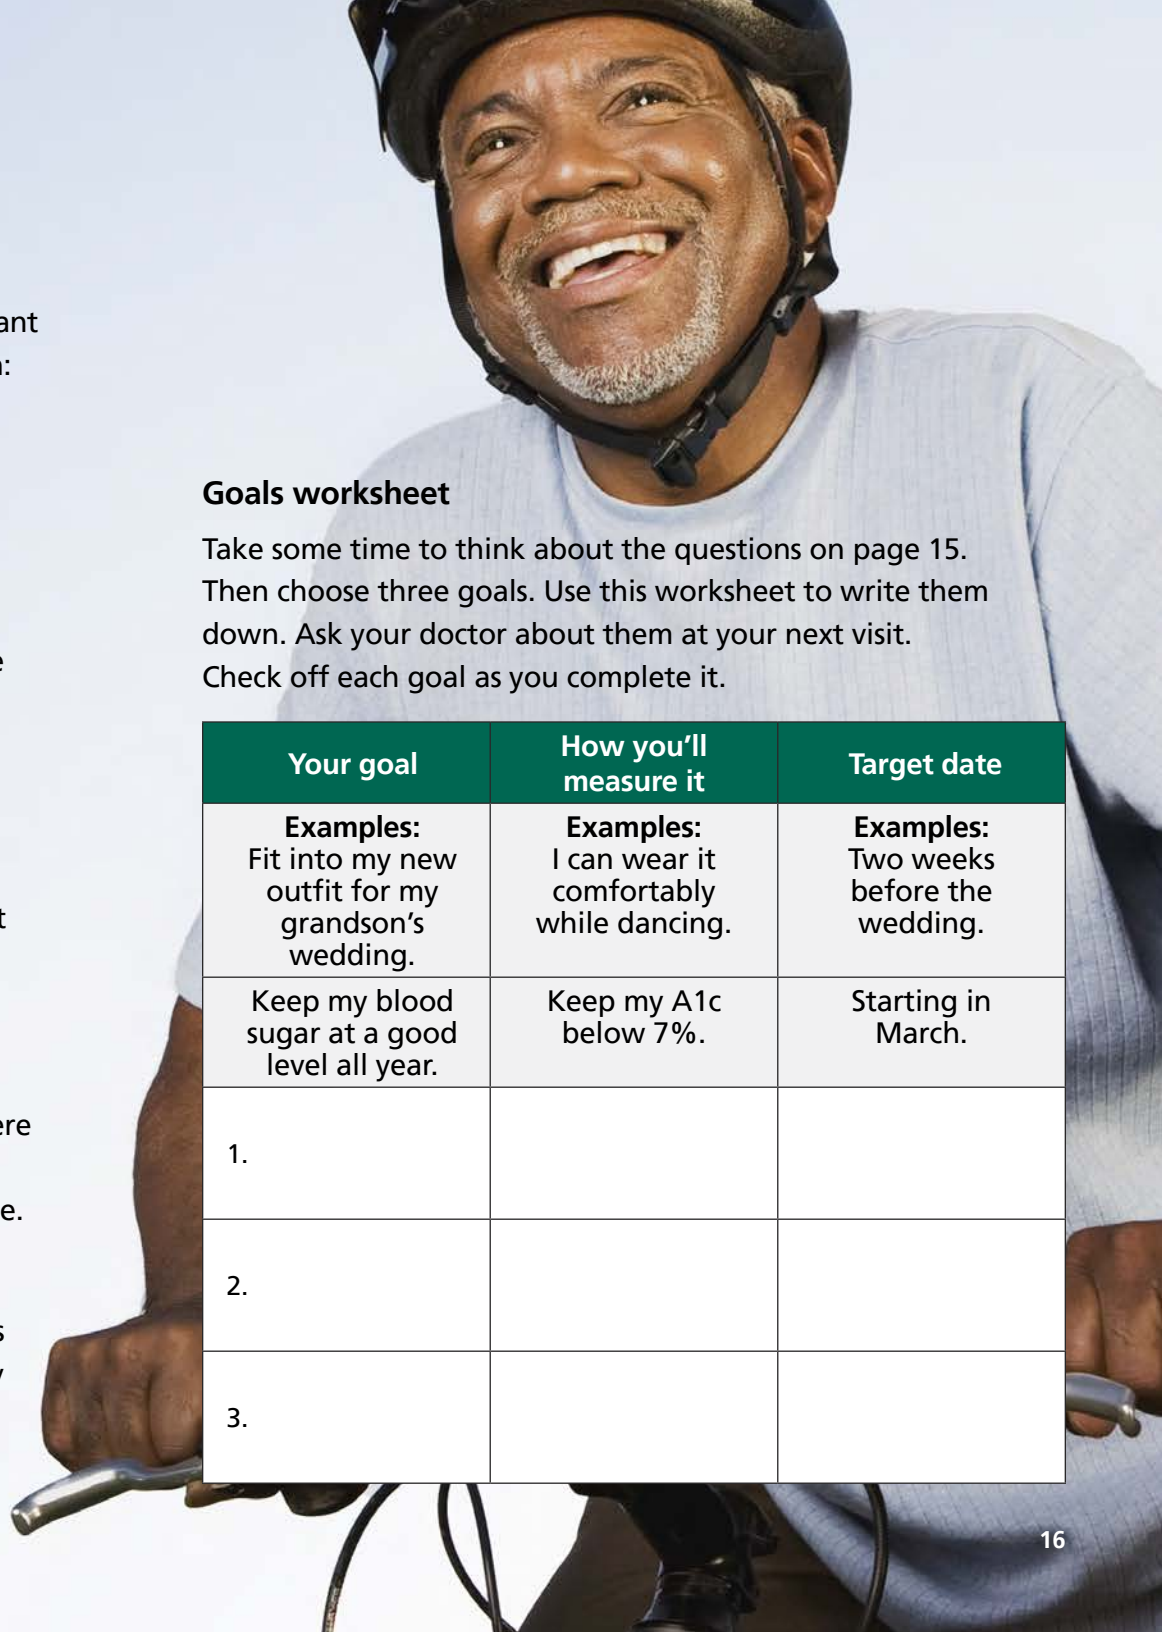 ant
:
e
t
ere
e.
s
y
Goals worksheet
Take some time to think about the questions on page 15.
Then choose three goals. Use this worksheet to write them
down. Ask your doctor about them at your next visit.
Check off each goal as you complete it.
Your goal
How you’ll
measure it
Target date
Examples:
Fit into my new
outfit for my
grandson’s
wedding.
Examples:
I can wear it
comfortably
while dancing.
Examples:
Two weeks
before the
wedding.
Keep my blood
sugar at a good
level all year.
Keep my A1c
below 7%.
Starting in
March.
1.
2.
3.
16